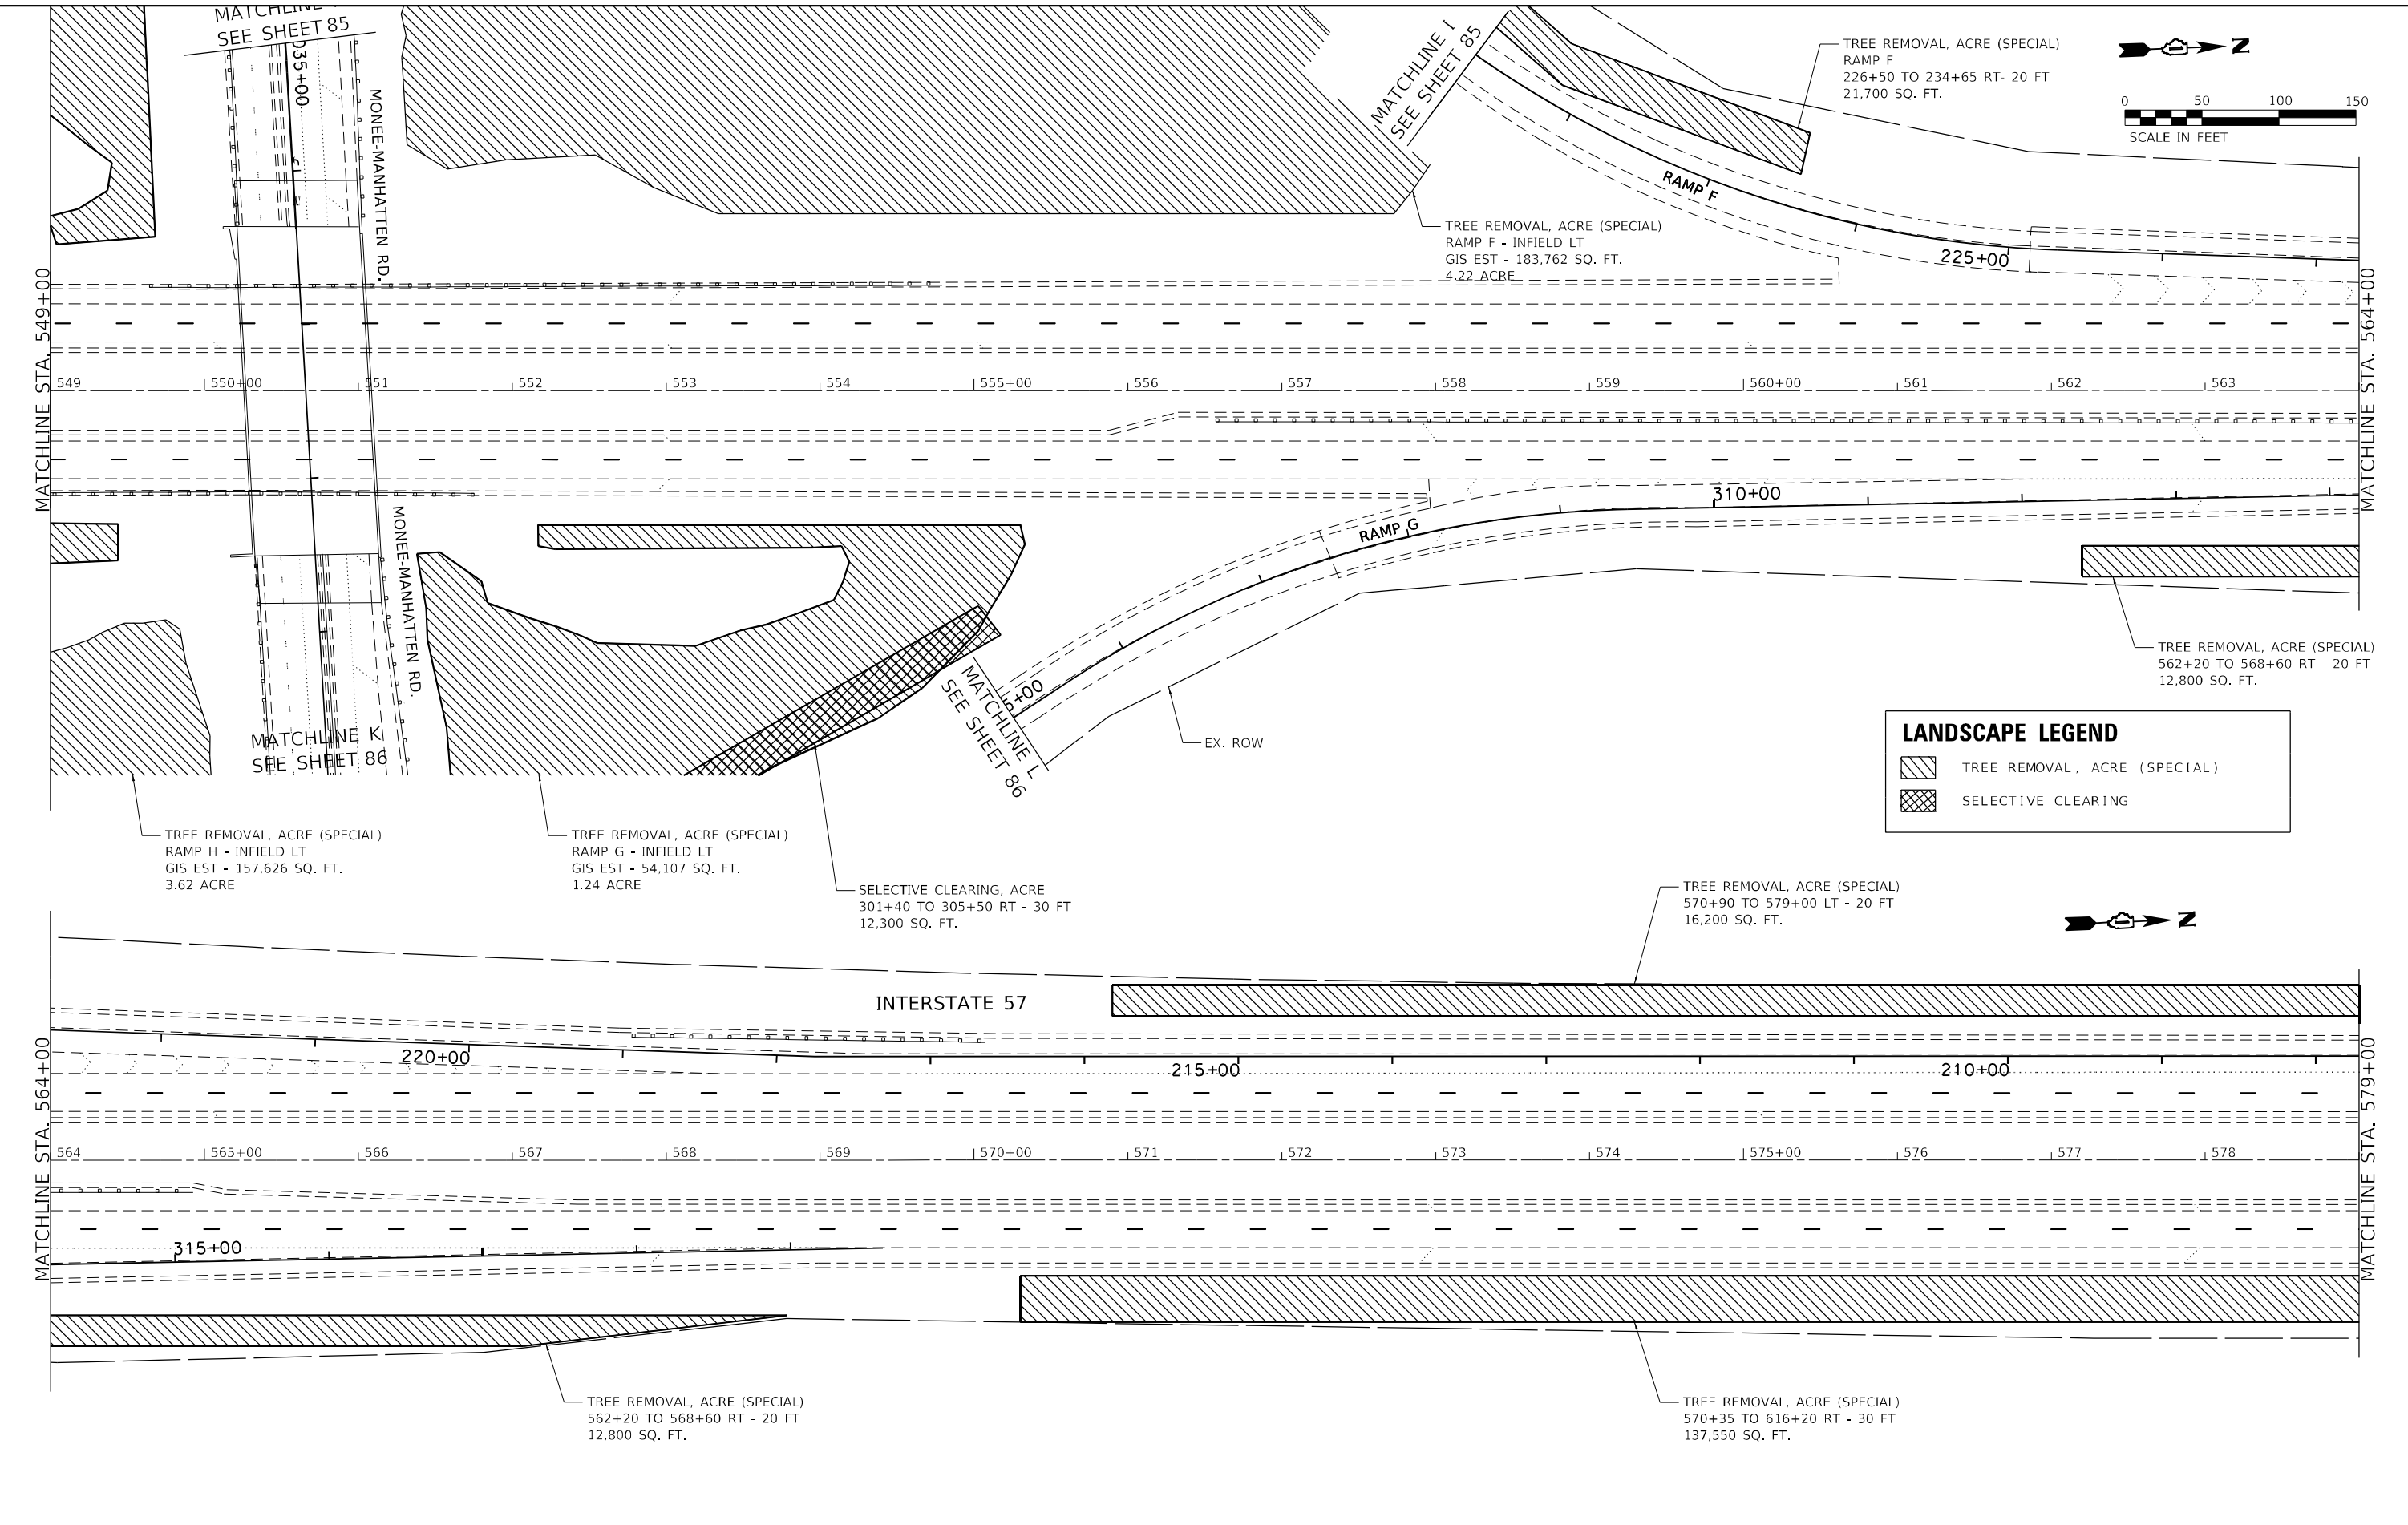 MATCHLINE
SEE SHEET 85
035+00
MONEE-MANHATTEN RD.
MATCHLINE I
SEE SHEET 85
TREE REMOVAL, ACRE (SPECIAL)
RAMP F
226+50 TO 234+65 RT- 20 FT
21,700 SQ. FT.
N
0 50 100 150
SCALE IN FEET
RAMP F
TREE REMOVAL, ACRE (SPECIAL)
RAMP F - INFIELD LT
GIS EST - 183,762 SQ. FT.
4.22 ACRE
225+00
MATCHLINE STA. 549+00
MATCHLINE STA. 564+00
549 550+00 551 552 553 554 555+00 556 557 558 559 560+00 561 562 563
310+00
RAMP G
MONEE-MANHATTEN RD.
+00
MATCHLINE L
SEE SHEET 86
MATCHLINE K
SEE SHEET 86
EX. ROW
TREE REMOVAL, ACRE (SPECIAL)
562+20 TO 568+60 RT - 20 FT
12,800 SQ. FT.
LANDSCAPE LEGEND
TREE REMOVAL, ACRE (SPECIAL)
SELECTIVE CLEARING
TREE REMOVAL, ACRE (SPECIAL)
RAMP H - INFIELD LT
GIS EST - 157,626 SQ. FT.
3.62 ACRE
TREE REMOVAL, ACRE (SPECIAL)
RAMP G - INFIELD LT
GIS EST - 54,107 SQ. FT.
1.24 ACRE
SELECTIVE CLEARING, ACRE
301+40 TO 305+50 RT - 30 FT
12,300 SQ. FT.
TREE REMOVAL, ACRE (SPECIAL)
570+90 TO 579+00 LT - 20 FT
16,200 SQ. FT.
N
INTERSTATE 57
220+00 215+00 210+00
MATCHLINE STA. 564+00
MATCHLINE STA. 579+00
564 565+00 566 567 568 569 570+00 571 572 573 574 575+00 576 577 578
315+00
TREE REMOVAL, ACRE (SPECIAL)
562+20 TO 568+60 RT - 20 FT
12,800 SQ. FT.
TREE REMOVAL, ACRE (SPECIAL)
570+35 TO 616+20 RT - 30 FT
137,550 SQ. FT.